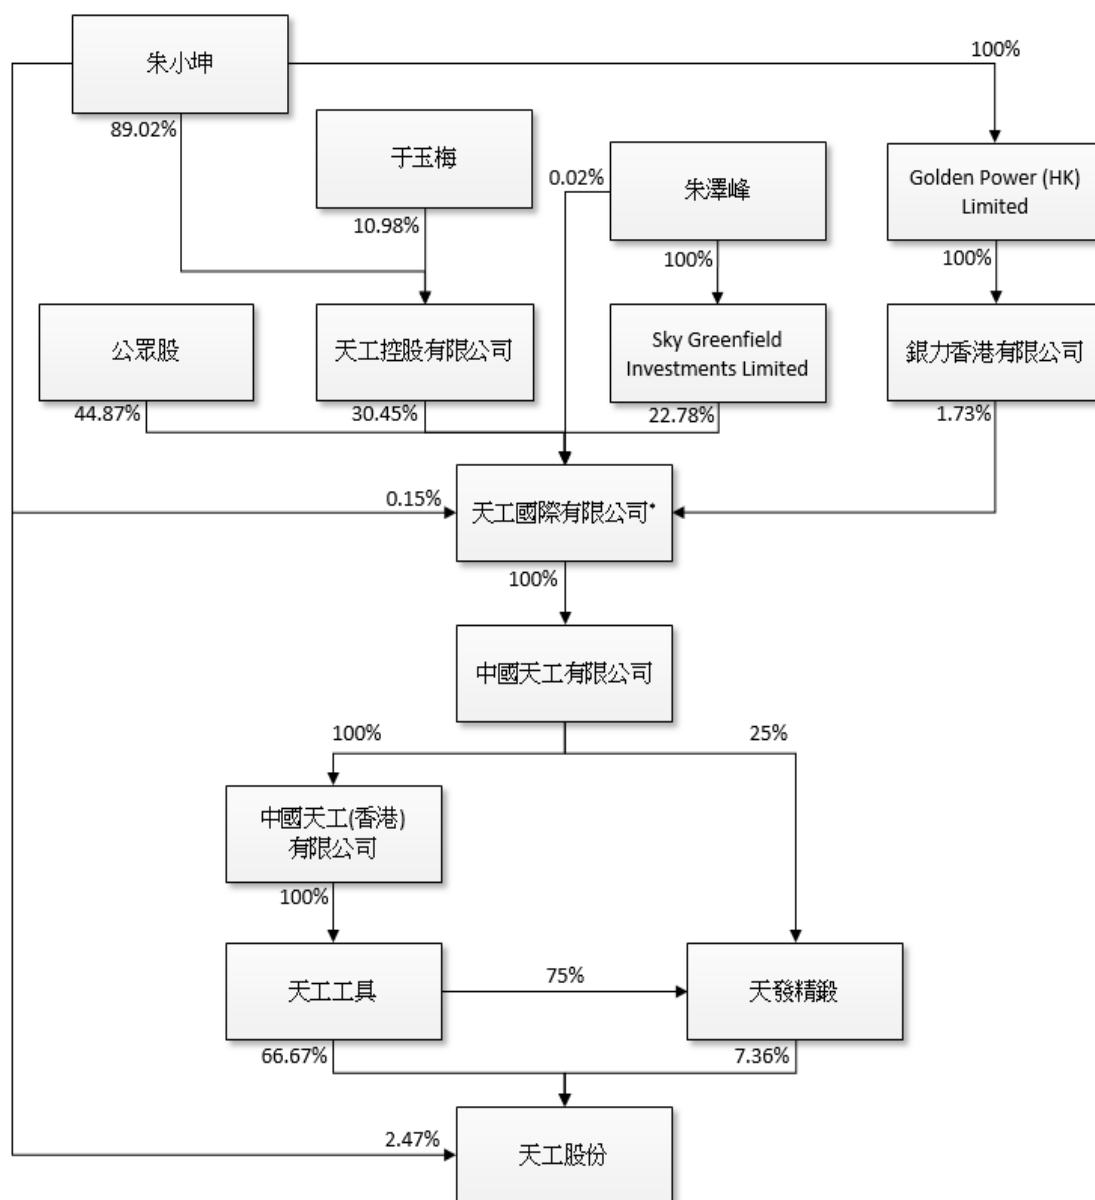 朱小坤
100%
89.02%
于玉梅
10.98%
0.02%
朱澤峰
100%
Golden Power (HK)
Limited
100%
公眾股
44.87%
天工控股有限公司
30.45%
Sky Greenfield
Investments Limited
22.78%
銀力香港有限公司
1.73%
0.15%
天工國際有限公司*
100%
中國天工有限公司
100%
25%
中國天工(香港)
有限公司
100%
天工工具
75%
天發精鍛
66.67%
7.36%
2.47%
天工股份